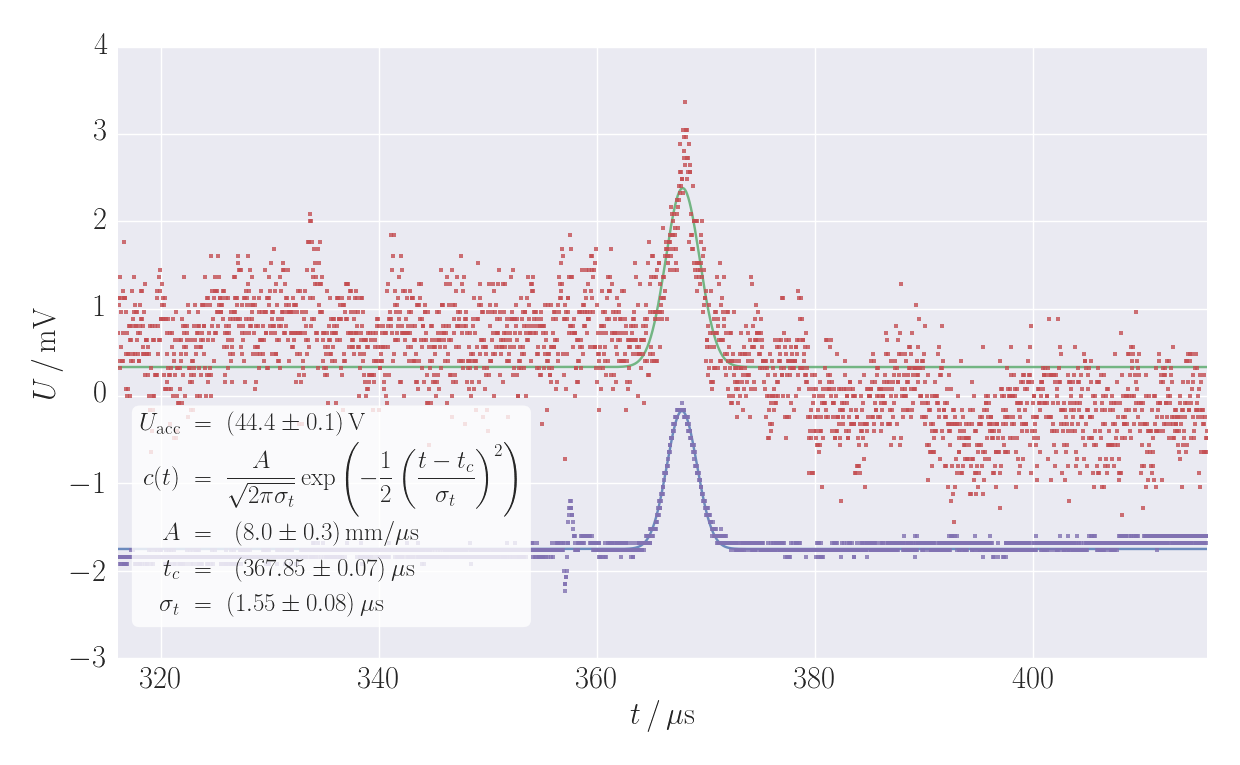 U / mV
4
3
2
1
0
−1
−2
−3
U_acc = (44.4 ± 0.1) V
c(t) = A / √(2πσ_t) exp(−1/2 ((t − t_c)/σ_t)²)
A = (8.0 ± 0.3) mm/μs
t_c = (367.85 ± 0.07) μs
σ_t = (1.55 ± 0.08) μs
320 340 360 380 400
t / μs